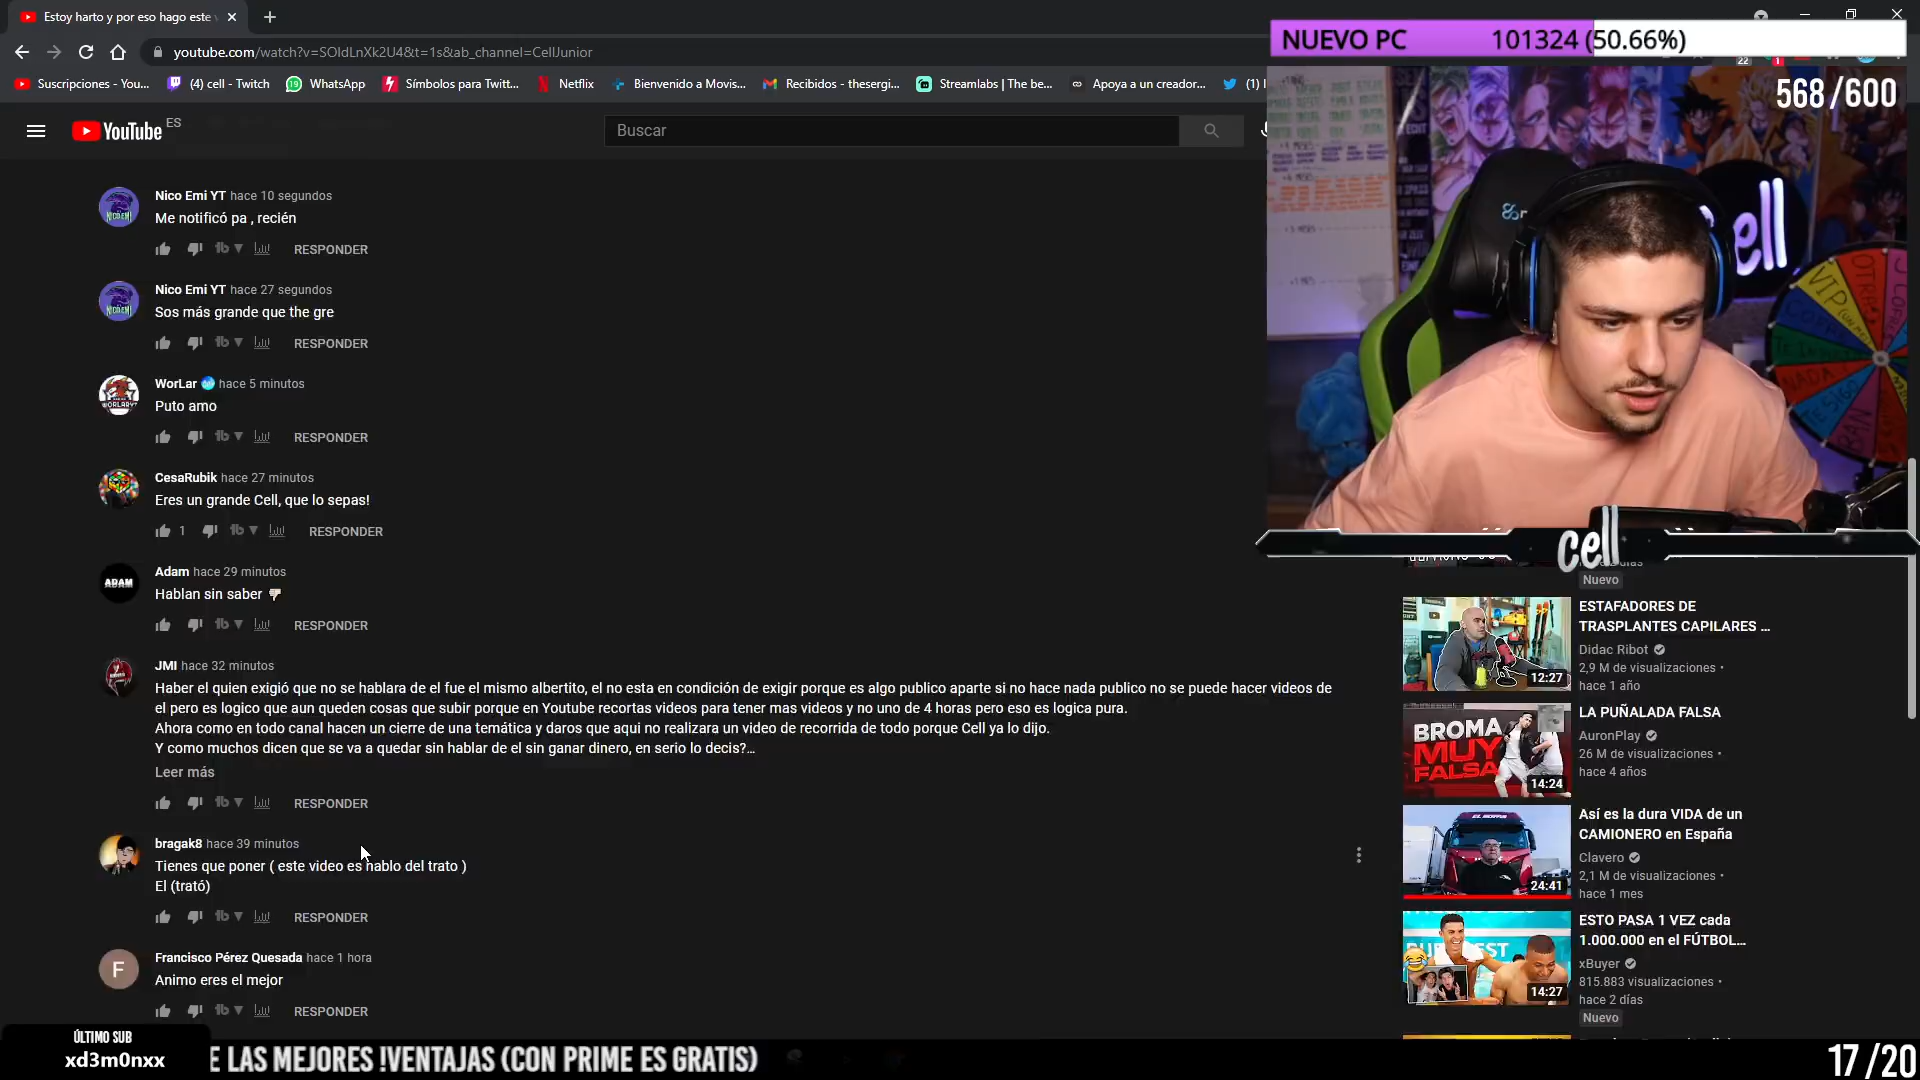 Estoy harto y por eso hago este
youtube.com/watch?v=SOIdLnXk2U4&t=1s&ab_channel=CellJunior
NUEVO PC 101324 (50.66%)
22
1
Suscripciones - You...
(4) cell - Twitch
WhatsApp
Símbolos para Twitt...
Netflix
Bienvenido a Movis...
Recibidos - thesergi...
Streamlabs | The be...
Apoya a un creador...
(1)
568/600
YouTube ES
Buscar
Nico Emi YT hace 10 segundos
Me notificó pa , recién
RESPONDER
Nico Emi YT hace 27 segundos
Sos más grande que the gre
RESPONDER
WorLar hace 5 minutos
Puto amo
RESPONDER
CesaRubik hace 27 minutos
Eres un grande Cell, que lo sepas!
1 RESPONDER
ADAM
Adam hace 29 minutos
Hablan sin saber 👎
RESPONDER
JMI hace 32 minutos
Haber el quien exigió que no se hablara de el fue el mismo albertito, el no esta en condición de exigir porque es algo publico aparte si no hace nada publico no se puede hacer videos de
el pero es logico que aun queden cosas que subir porque en Youtube recortas videos para tener mas videos y no uno de 4 horas pero eso es logica pura.
Ahora como en todo canal hacen un cierre de una temática y daros que aqui no realizara un video de recorrida de todo porque Cell ya lo dijo.
Y como muchos dicen que se va a quedar sin hablar de el sin ganar dinero, en serio lo decis?...
Leer más
RESPONDER
bragak8 hace 39 minutos
Tienes que poner ( este video es hablo del trato )
El (trató)
RESPONDER
F
Francisco Pérez Quesada hace 1 hora
Animo eres el mejor
RESPONDER
cell
VIP
cell
Nuevo
ESTAFADORES DE
TRASPLANTES CAPILARES ...
Didac Ribot
2,9 M de visualizaciones •
hace 1 año
12:27
LA PUÑALADA FALSA
AuronPlay
26 M de visualizaciones •
hace 4 años
BROMA
MUY
FALSA
14:24
Así es la dura VIDA de un
CAMIONERO en España
Clavero
2,1 M de visualizaciones •
hace 1 mes
24:41
ESTO PASA 1 VEZ cada
1.000.000 en el FÚTBOL...
xBuyer
815.883 visualizaciones •
hace 2 días
Nuevo
14:27
ÚLTIMO SUB
xd3m0nxx
E LAS MEJORES !VENTAJAS (CON PRIME ES GRATIS)
17/20